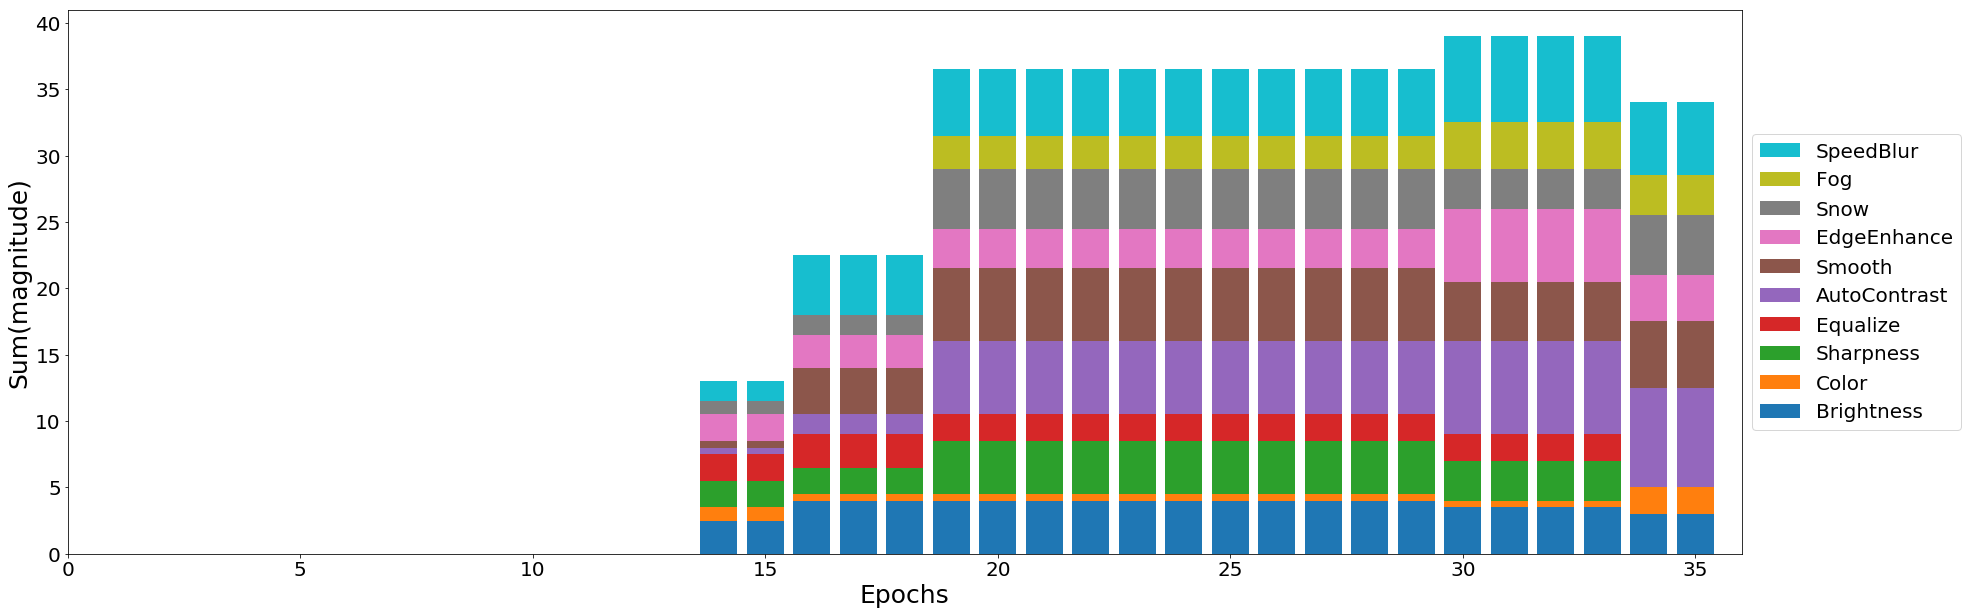 40
35
30
25
20
15
10
5
0
Sum(magnitude)
0 5 10 15 20 25 30 35
Epochs
SpeedBlur
Fog
Snow
EdgeEnhance
Smooth
AutoContrast
Equalize
Sharpness
Color
Brightness